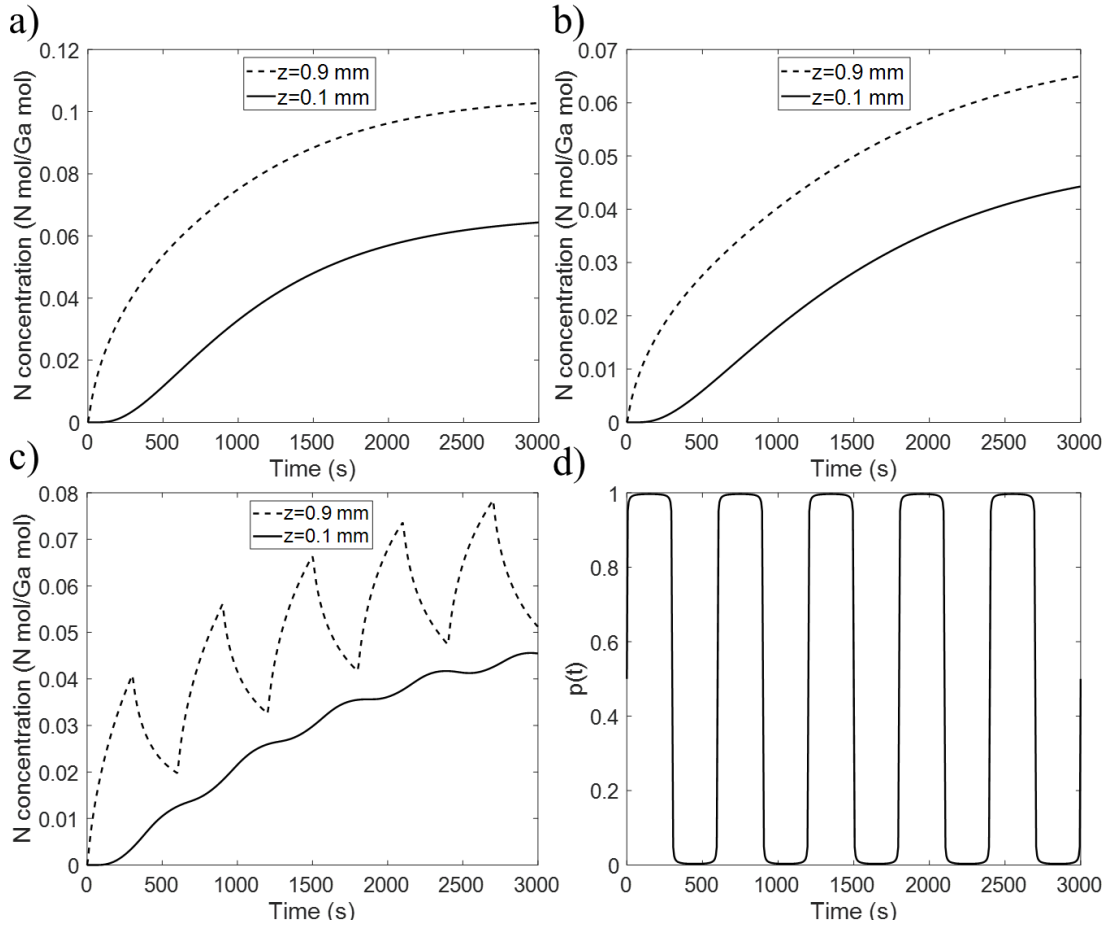 a)
0.12
0.1
0.08
0.06
0.04
0.02
0
N concentration (N mol/Ga mol)
z=0.9 mm
z=0.1 mm
0 500 1000 1500 2000 2500 3000
Time (s)
b)
0.07
0.06
0.05
0.04
0.03
0.02
0.01
0
N concentration (N mol/Ga mol)
z=0.9 mm
z=0.1 mm
0 500 1000 1500 2000 2500 3000
Time (s)
c)
0.08
0.07
0.06
0.05
0.04
0.03
0.02
0.01
0
N concentration (N mol/Ga mol)
z=0.9 mm
z=0.1 mm
0 500 1000 1500 2000 2500 3000
Time (s)
d)
1
0.8
0.6
0.4
0.2
0
p(t)
0 500 1000 1500 2000 2500 3000
Time (s)